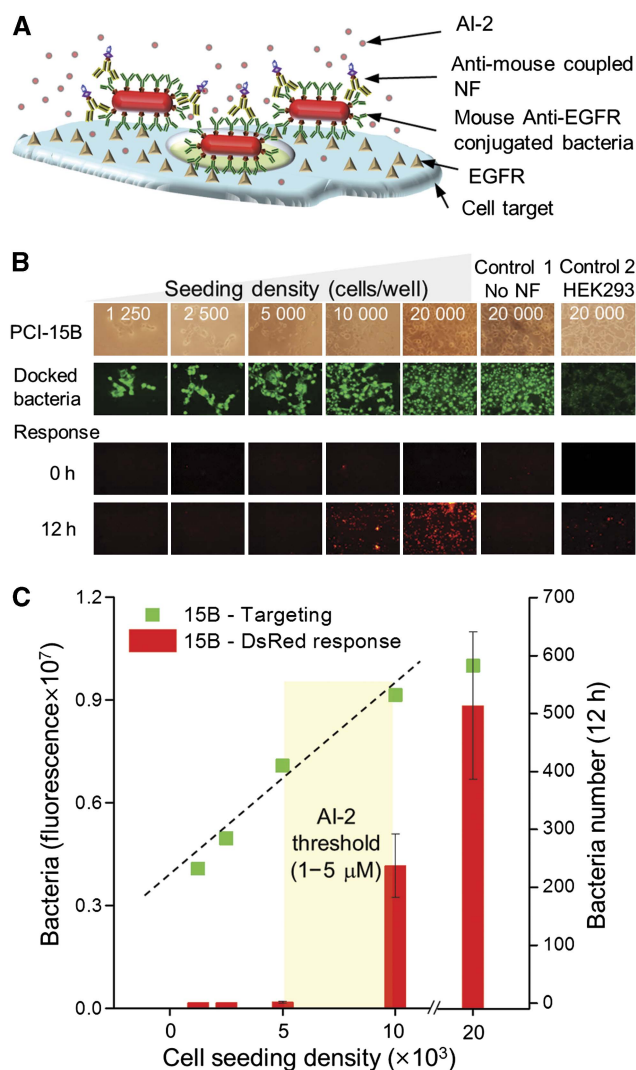 A
AI-2
Anti-mouse coupled
NF
Mouse Anti-EGFR
conjugated bacteria
EGFR
Cell target
B
Seeding density (cells/well)
Control 1
No NF
Control 2
HEK293
PCI-15B
1 250
2 500
5 000
10 000
20 000
20 000
20 000
Docked
bacteria
Response
0 h
12 h
C
Bacteria (fluorescence×10⁷)
1.2
0.9
0.6
0.3
0.0
15B - Targeting
15B - DsRed response
AI-2
threshold
(1–5 µM)
700
600
500
400
300
200
100
0
Bacteria number (12 h)
0
5
10
20
Cell seeding density (×10³)